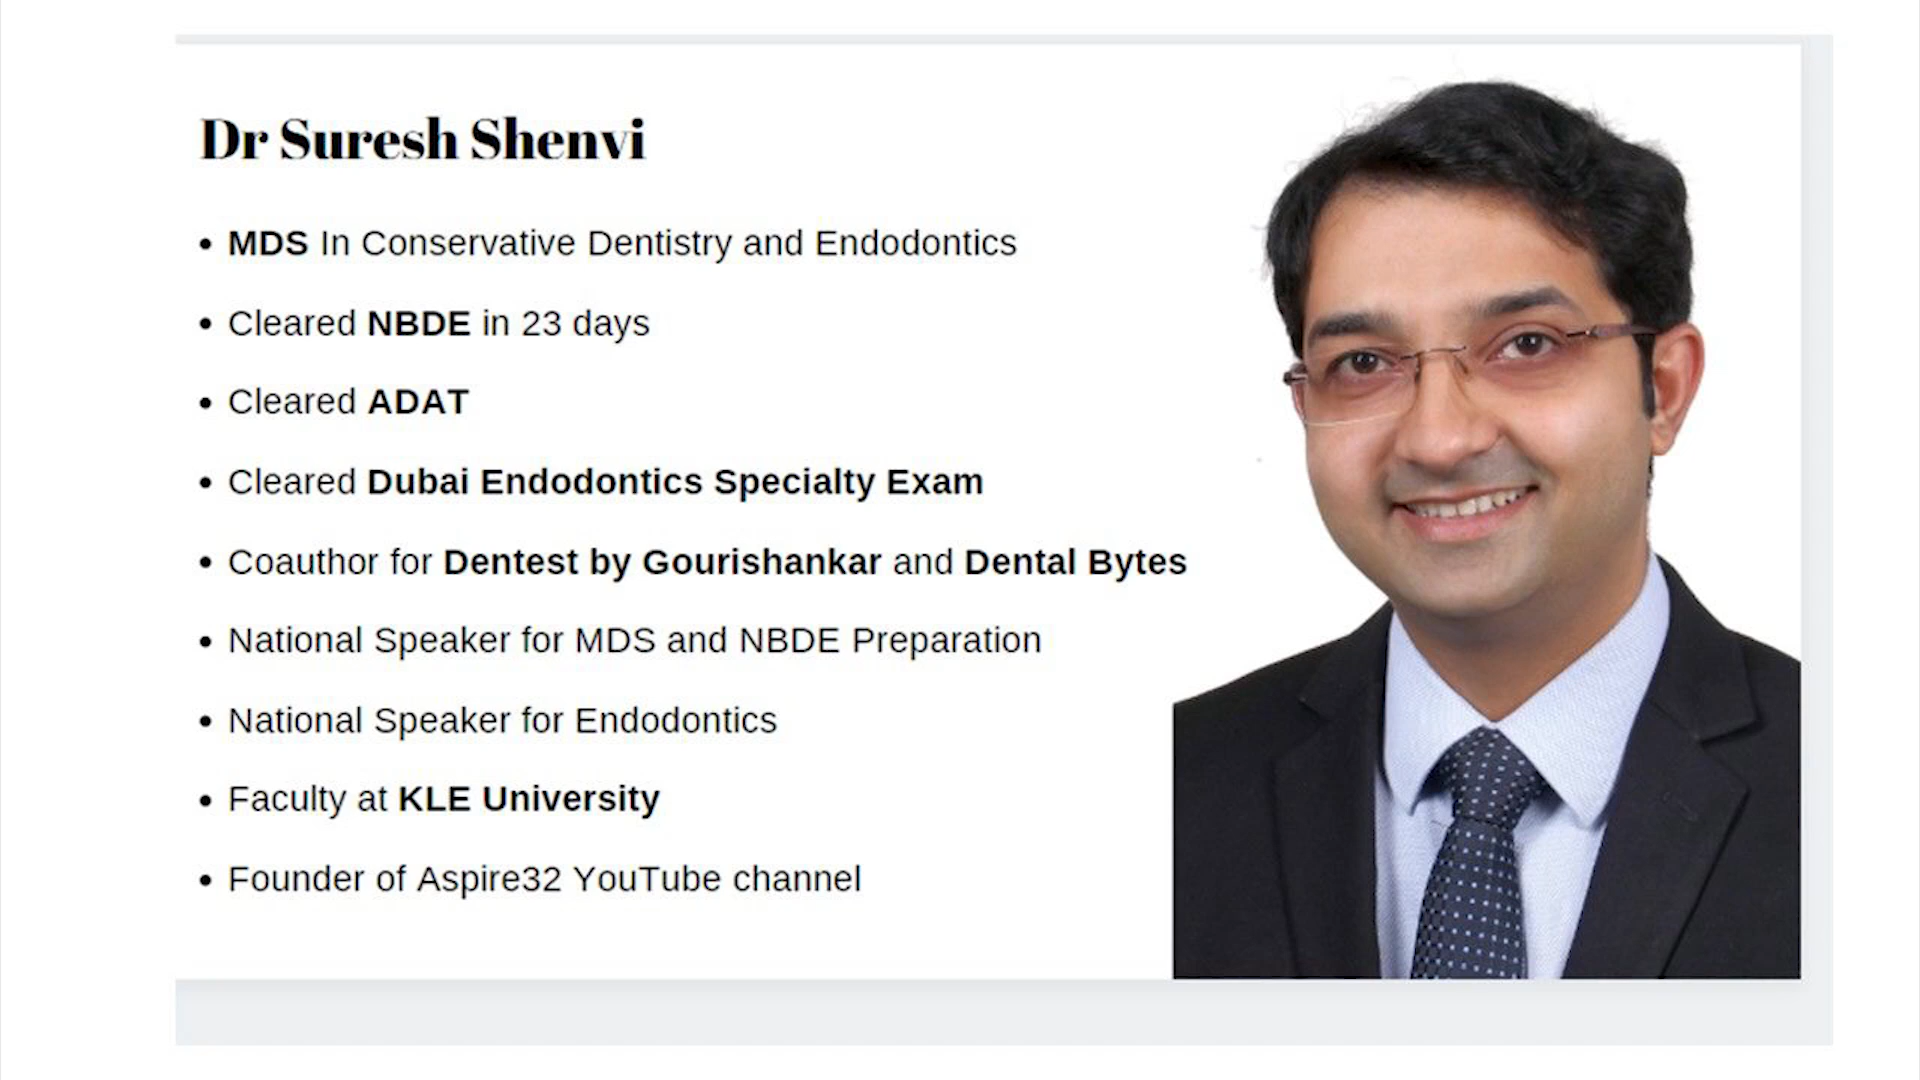 Dr Suresh Shenvi
• MDS In Conservative Dentistry and Endodontics
• Cleared NBDE in 23 days
• Cleared ADAT
• Cleared Dubai Endodontics Specialty Exam
• Coauthor for Dentest by Gourishankar and Dental Bytes
• National Speaker for MDS and NBDE Preparation
• National Speaker for Endodontics
• Faculty at KLE University
• Founder of Aspire32 YouTube channel